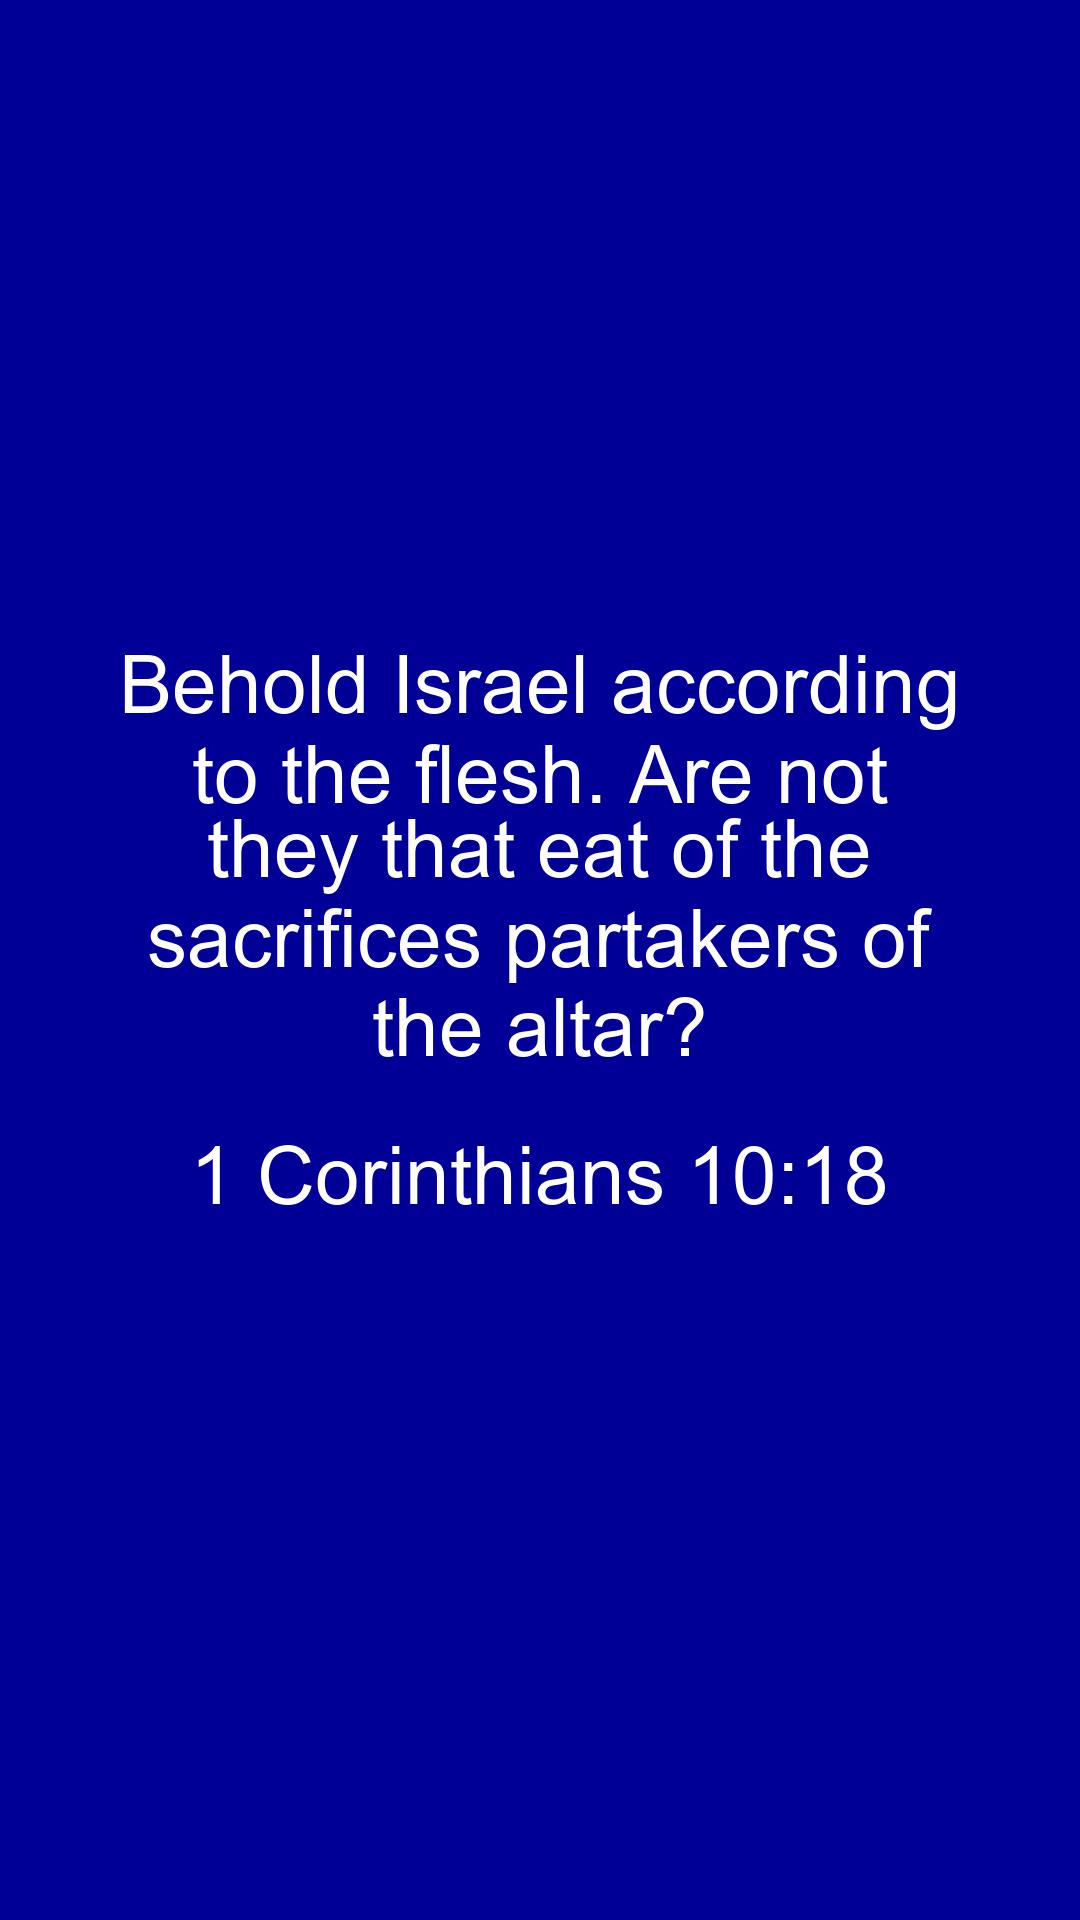 Behold Israel according
to the flesh. Are not
they that eat of the
sacrifices partakers of
the altar?
1 Corinthians 10:18